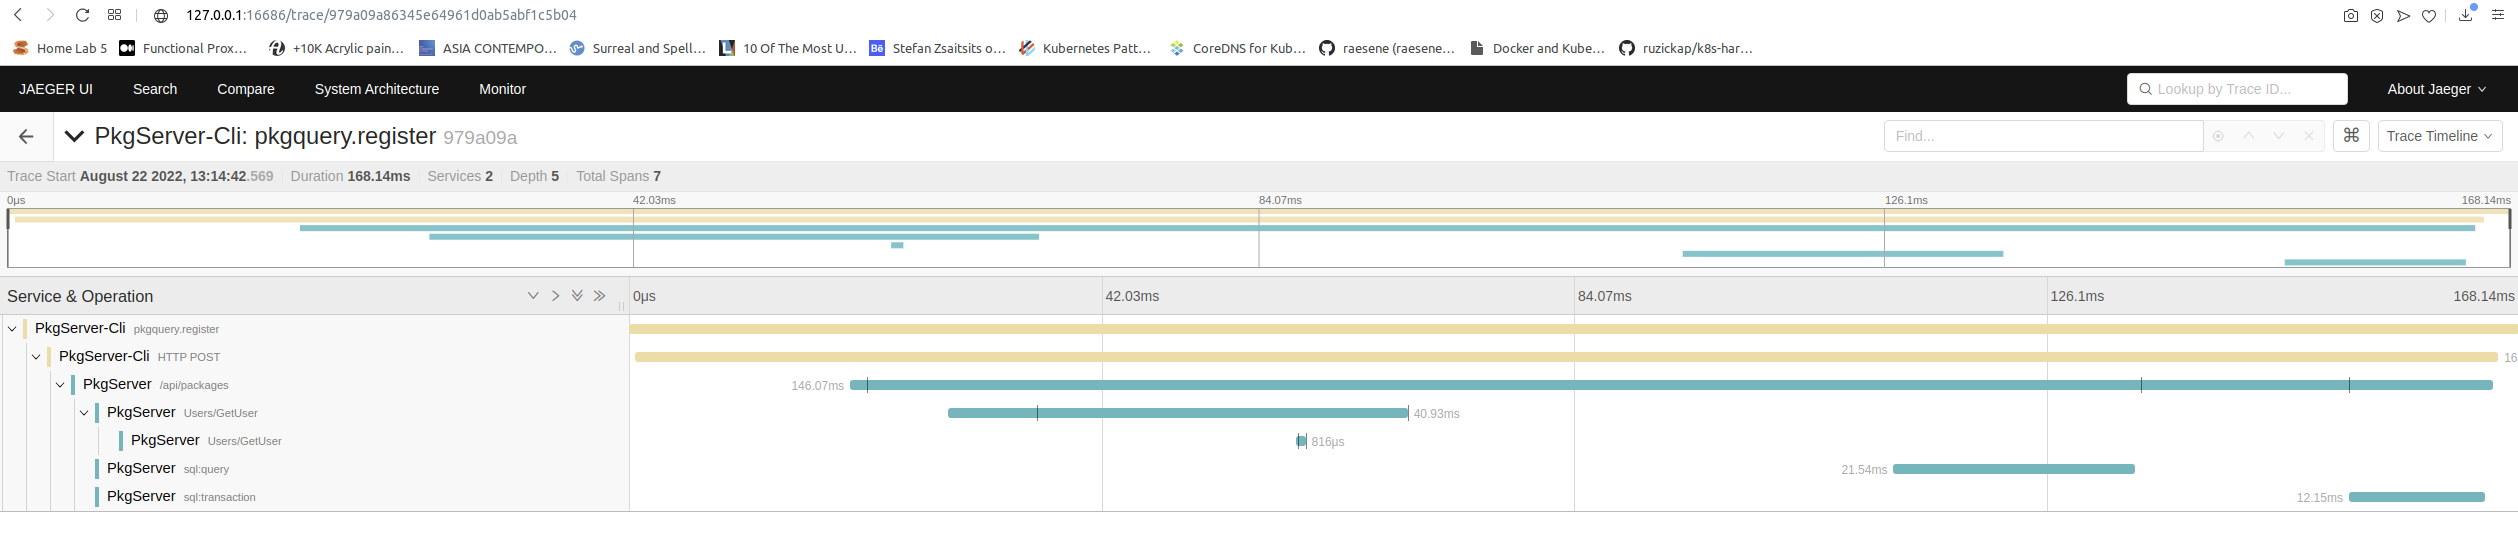 127.0.0.1:16686/trace/979a09a86345e64961d0ab5abf1c5b04
Home Lab 5 Functional Prox... +10K Acrylic pain... ASIA CONTEMPO... Surreal and Spell... 10 Of The Most U... Bē Stefan Zsaitsits o... Kubernetes Patt... CoreDNS for Kub... raesene (raesene... Docker and Kube... ruzickap/k8s-har...
JAEGER UI Search Compare System Architecture Monitor Lookup by Trace ID... About Jaeger
PkgServer-Cli: pkgquery.register 979a09a Find... ⌘ Trace Timeline
Trace Start August 22 2022, 13:14:42.569 Duration 168.14ms Services 2 Depth 5 Total Spans 7
0μs 42.03ms 84.07ms 126.1ms 168.14ms
Service & Operation 0μs 42.03ms 84.07ms 126.1ms 168.14ms
PkgServer-Cli pkgquery.register
PkgServer-Cli HTTP POST 16
PkgServer /api/packages 146.07ms
PkgServer Users/GetUser 40.93ms
PkgServer Users/GetUser 816μs
PkgServer sql:query 21.54ms
PkgServer sql:transaction 12.15ms